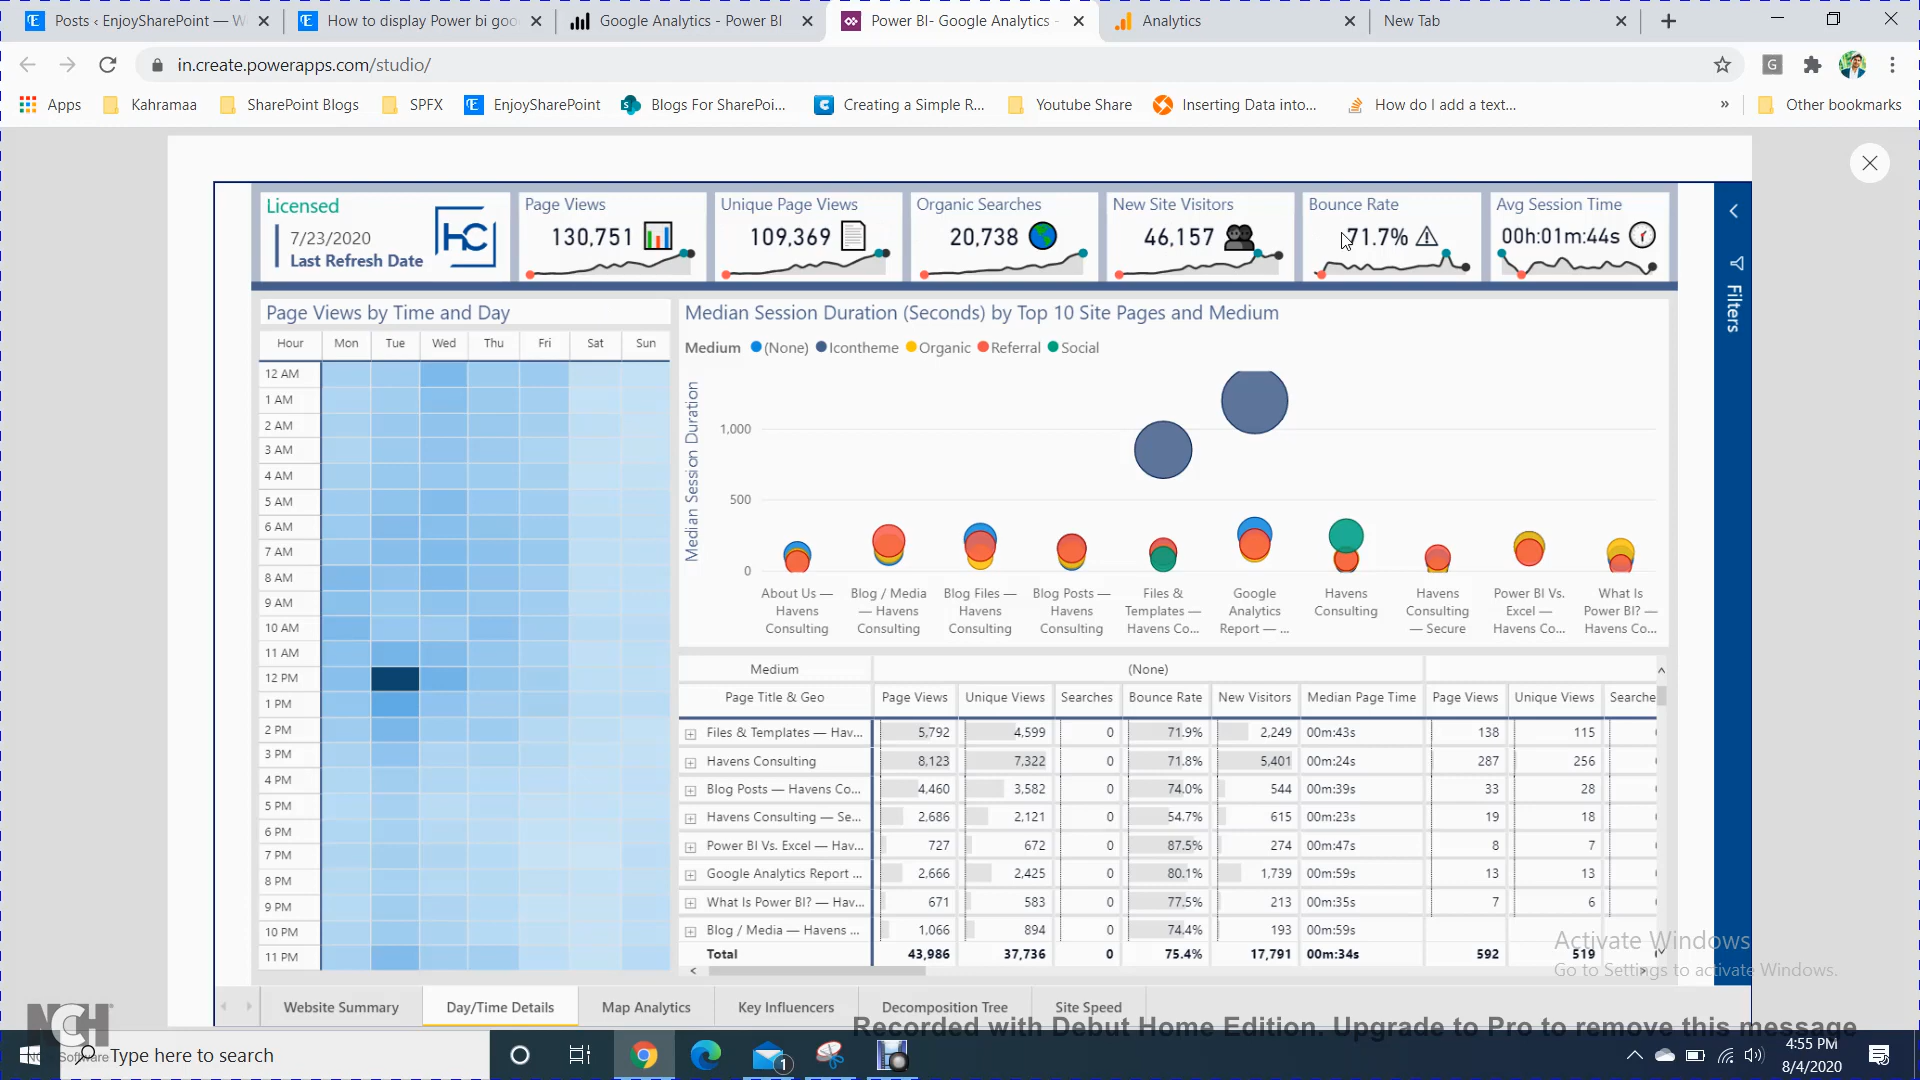 Posts ‹ EnjoySharePoint — W
How to display Power bi goo
Google Analytics - Power BI
Power BI- Google Analytics -
Analytics
New Tab
in.create.powerapps.com/studio/
Apps
Kahramaa
SharePoint Blogs
SPFX
EnjoySharePoint
Blogs For SharePoi...
Creating a Simple R...
Youtube Share
Inserting Data into...
How do I add a text...
»
Other bookmarks
Licensed
7/23/2020
Last Refresh Date
HC
Page Views
130,751
Unique Page Views
109,369
Organic Searches
20,738
New Site Visitors
46,157
Bounce Rate
71.7%
Avg Session Time
00h:01m:44s
Filters
Page Views by Time and Day
Hour Mon Tue Wed Thu Fri Sat Sun
12 AM
1 AM
2 AM
3 AM
4 AM
5 AM
6 AM
7 AM
8 AM
9 AM
10 AM
11 AM
12 PM
1 PM
2 PM
3 PM
4 PM
5 PM
6 PM
7 PM
8 PM
9 PM
10 PM
11 PM
Median Session Duration (Seconds) by Top 10 Site Pages and Medium
Medium (None) Icontheme Organic Referral Social
Median Session Duration
1,000
500
0
About Us —
Havens
Consulting
Blog / Media
— Havens
Consulting
Blog Files —
Havens
Consulting
Blog Posts —
Havens
Consulting
Files &
Templates —
Havens Co...
Google
Analytics
Report — ...
Havens
Consulting
Havens
Consulting
— Secure
Power BI Vs.
Excel —
Havens Co...
What Is
Power BI? —
Havens Co...
Medium (None)
Page Title & Geo Page Views Unique Views Searches Bounce Rate New Visitors Median Page Time Page Views Unique Views Searche
Files & Templates — Hav... 5,792 4,599 0 71.9% 2,249 00m:43s 138 115
Havens Consulting 8,123 7,322 0 71.8% 5,401 00m:24s 287 256
Blog Posts — Havens Co... 4,460 3,582 0 74.0% 544 00m:39s 33 28
Havens Consulting — Se... 2,686 2,121 0 54.7% 615 00m:23s 19 18
Power BI Vs. Excel — Hav... 727 672 0 87.5% 274 00m:47s 8 7
Google Analytics Report ... 2,666 2,425 0 80.1% 1,739 00m:59s 13 13
What Is Power BI? — Hav... 671 583 0 77.5% 213 00m:35s 7 6
Blog / Media — Havens ... 1,066 894 0 74.4% 193 00m:59s
Total 43,986 37,736 0 75.4% 17,791 00m:34s 592 519
Activate Windows
Go to Settings to activate Windows.
Website Summary
Day/Time Details
Map Analytics
Key Influencers
Decomposition Tree
Site Speed
Recorded with Debut Home Edition. Upgrade to Pro to remove this message
NCH
Software
Type here to search
1
4:55 PM
8/4/2020